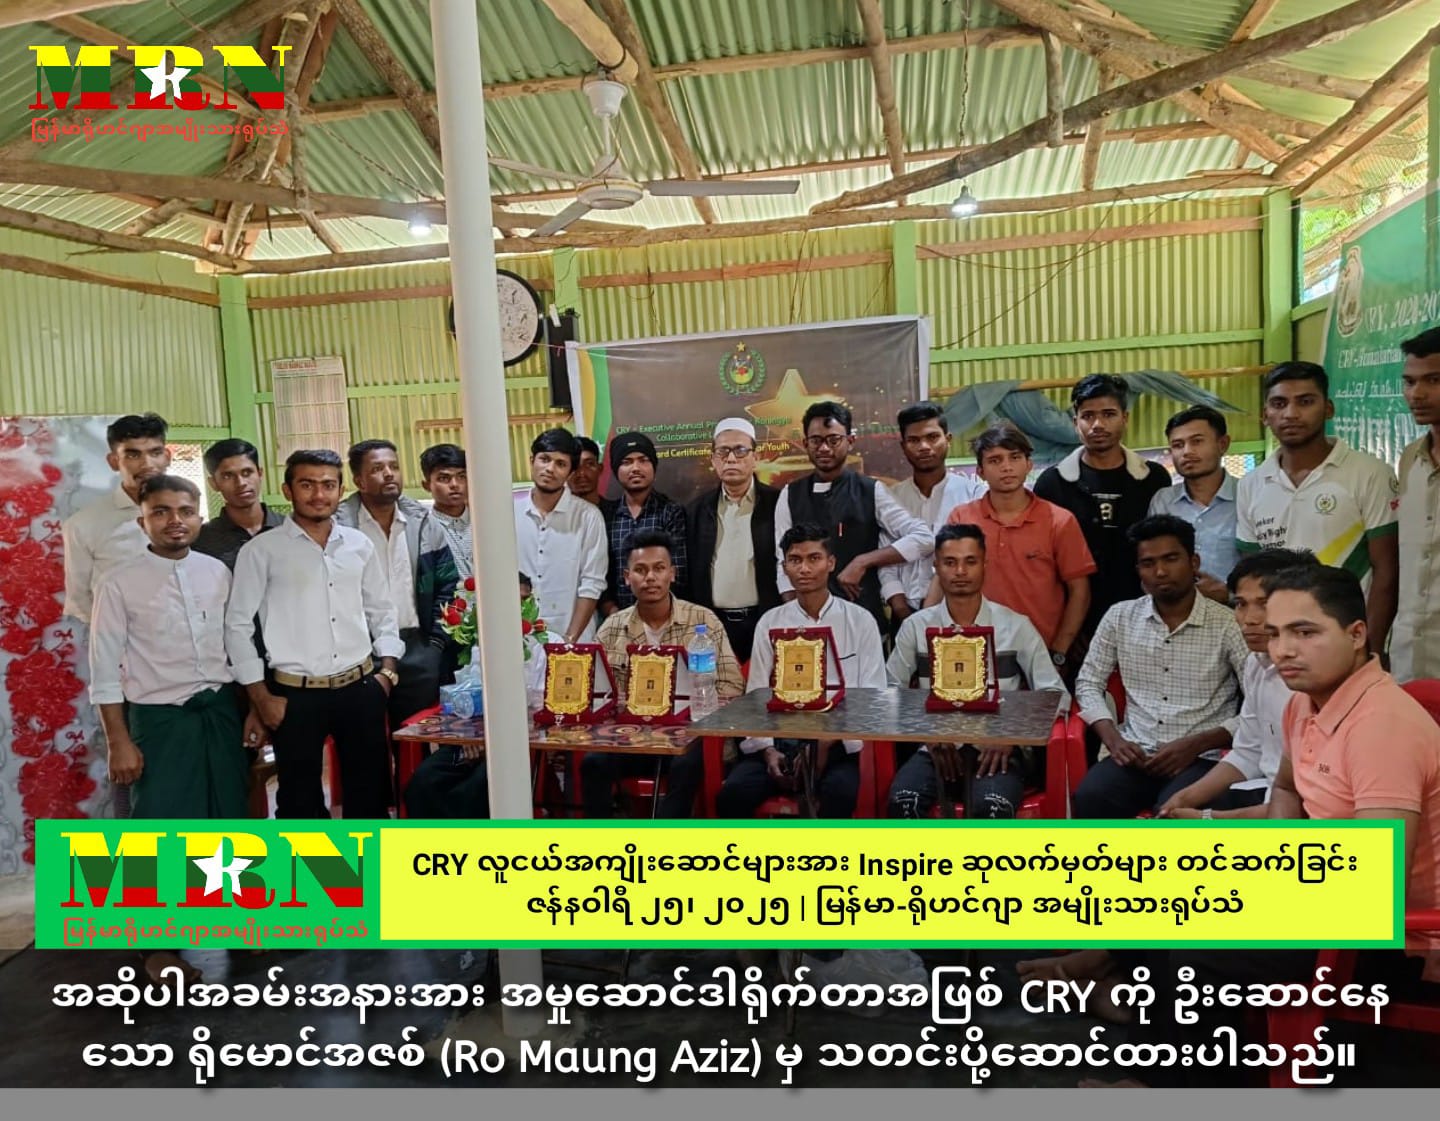 MRN
မြန်မာရိုဟင်ဂျာအမျိုးသားရုပ်သံ
CRY - Executive Annual
Collaborative
Certificate
of Youth
CRY, 2020-20
MRN
မြန်မာရိုဟင်ဂျာအမျိုးသားရုပ်သံ
CRY လူငယ်အကျိုးဆောင်များအား Inspire ဆုလက်မှတ်များ တင်ဆက်ခြင်း
ဇန်နဝါရီ ၂၅၊ ၂၀၂၅ | မြန်မာ-ရိုဟင်ဂျာ အမျိုးသားရုပ်သံ
အဆိုပါအခမ်းအနားအား အမှုဆောင်ဒါရိုက်တာအဖြစ် CRY ကို ဦးဆောင်နေ
သော ရိုမောင်အဇစ် (Ro Maung Aziz) မှ သတင်းပို့ဆောင်ထားပါသည်။